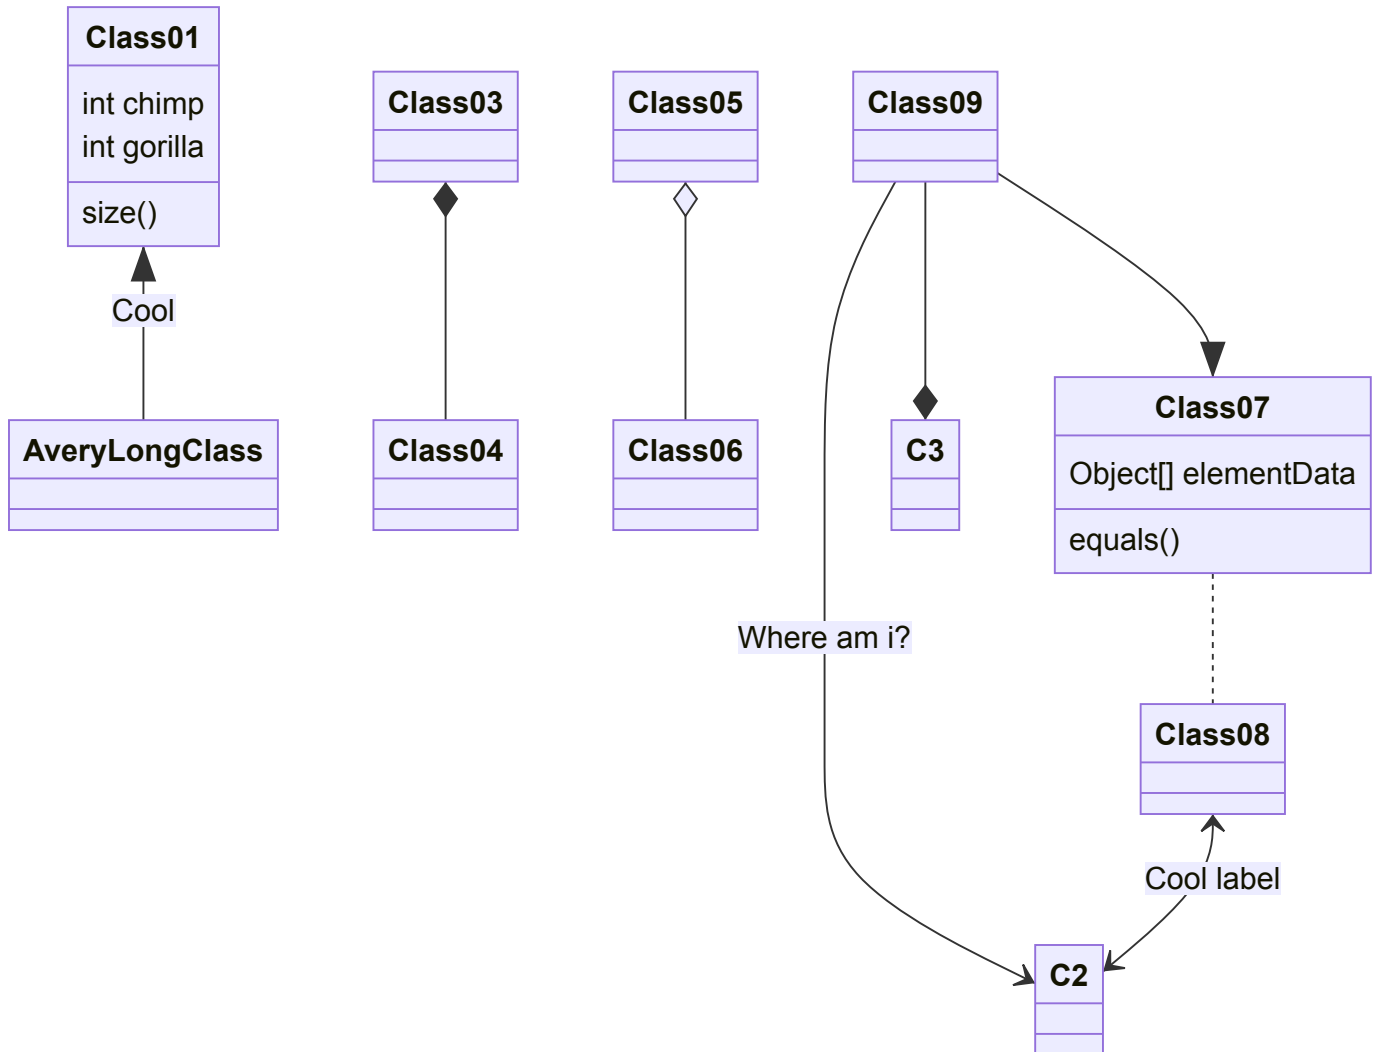 Class01
int chimp
int gorilla
size()
Class03
Class05
Class09
Cool
AveryLongClass
Class04
Class06
C3
Class07
Object[] elementData
equals()
Where am i?
Class08
Cool label
C2